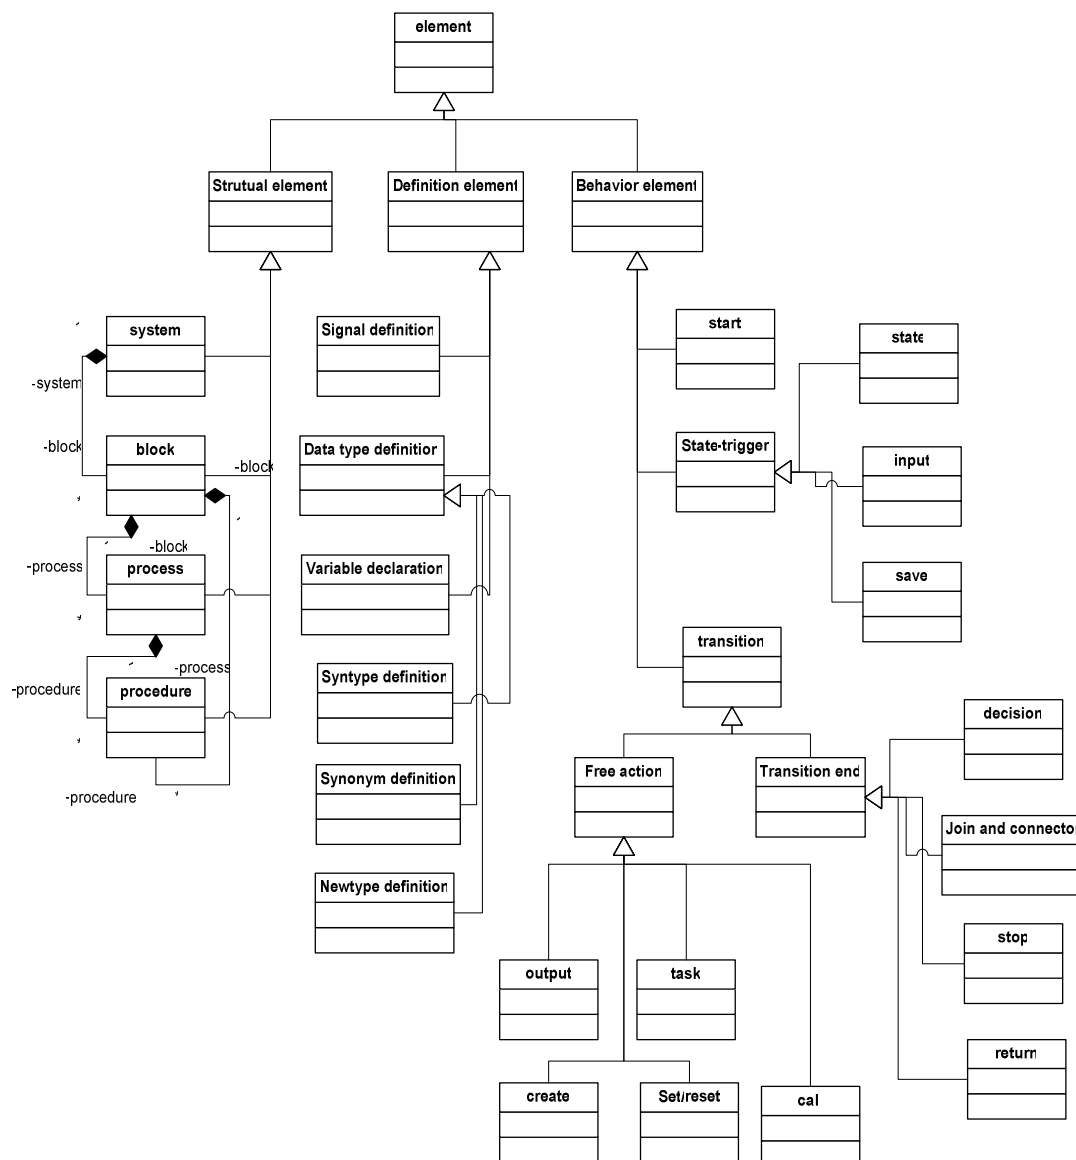 element
Strutual element
Definition element
Behavior element
system
Signal definition
start
state
-system
-block
block
-block
Data type definition
State-trigger
input
-block
-process
process
Variable declaration
save
transition
-process
-procedure
procedure
Syntype definition
decision
Free action
Transition end
Synonym definition
-procedure
Join and connector
Newtype definition
stop
output
task
return
create
Set/reset
cal